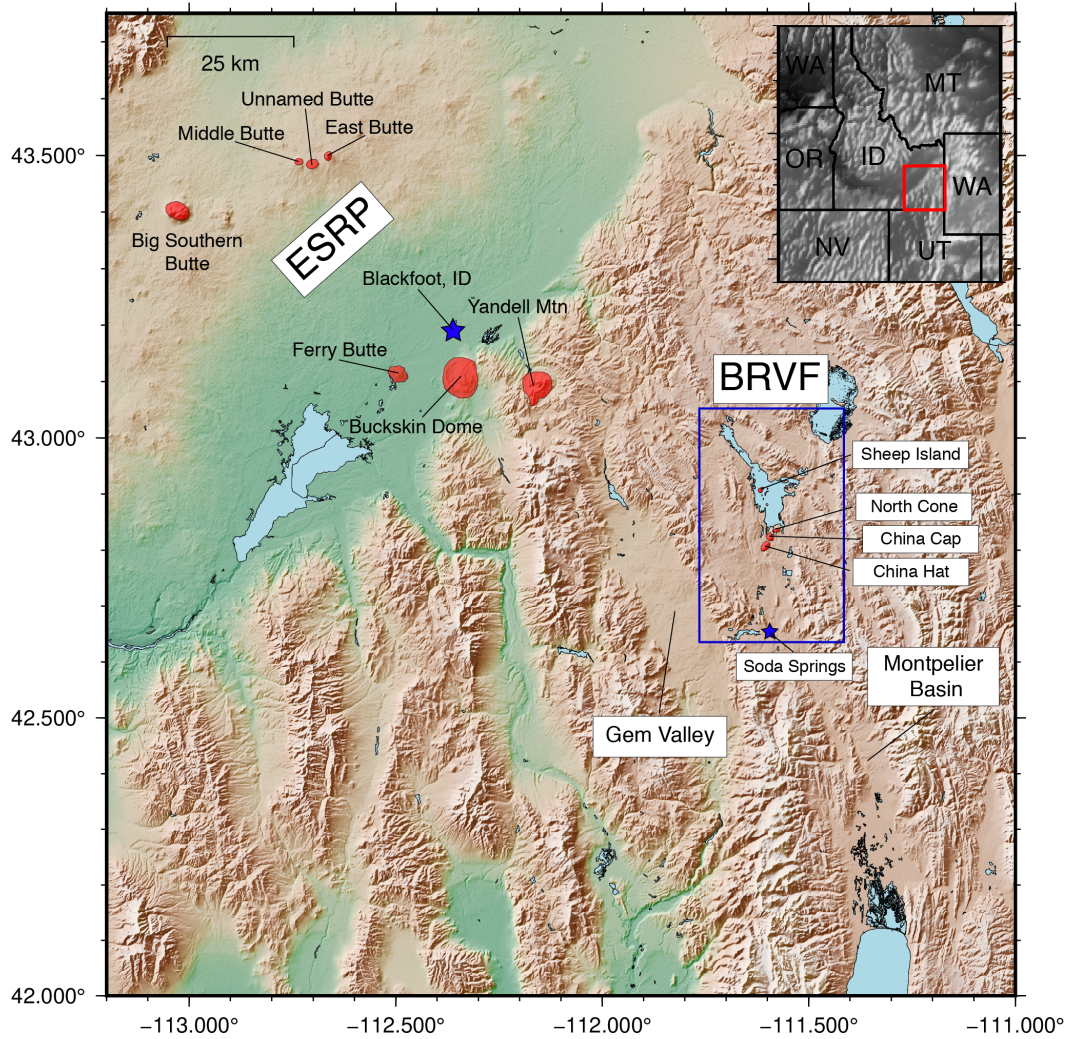 25 km
Unnamed Butte
Middle Butte
East Butte
Big Southern
Butte
ESRP
Blackfoot, ID
Yandell Mtn
Ferry Butte
Buckskin Dome
WA
MT
OR
ID
WA
NV
UT
BRVF
Sheep Island
North Cone
China Cap
China Hat
Soda Springs
Montpelier
Basin
Gem Valley
43.500°
43.000°
42.500°
42.000°
−113.000°
−112.500°
−112.000°
−111.500°
−111.000°